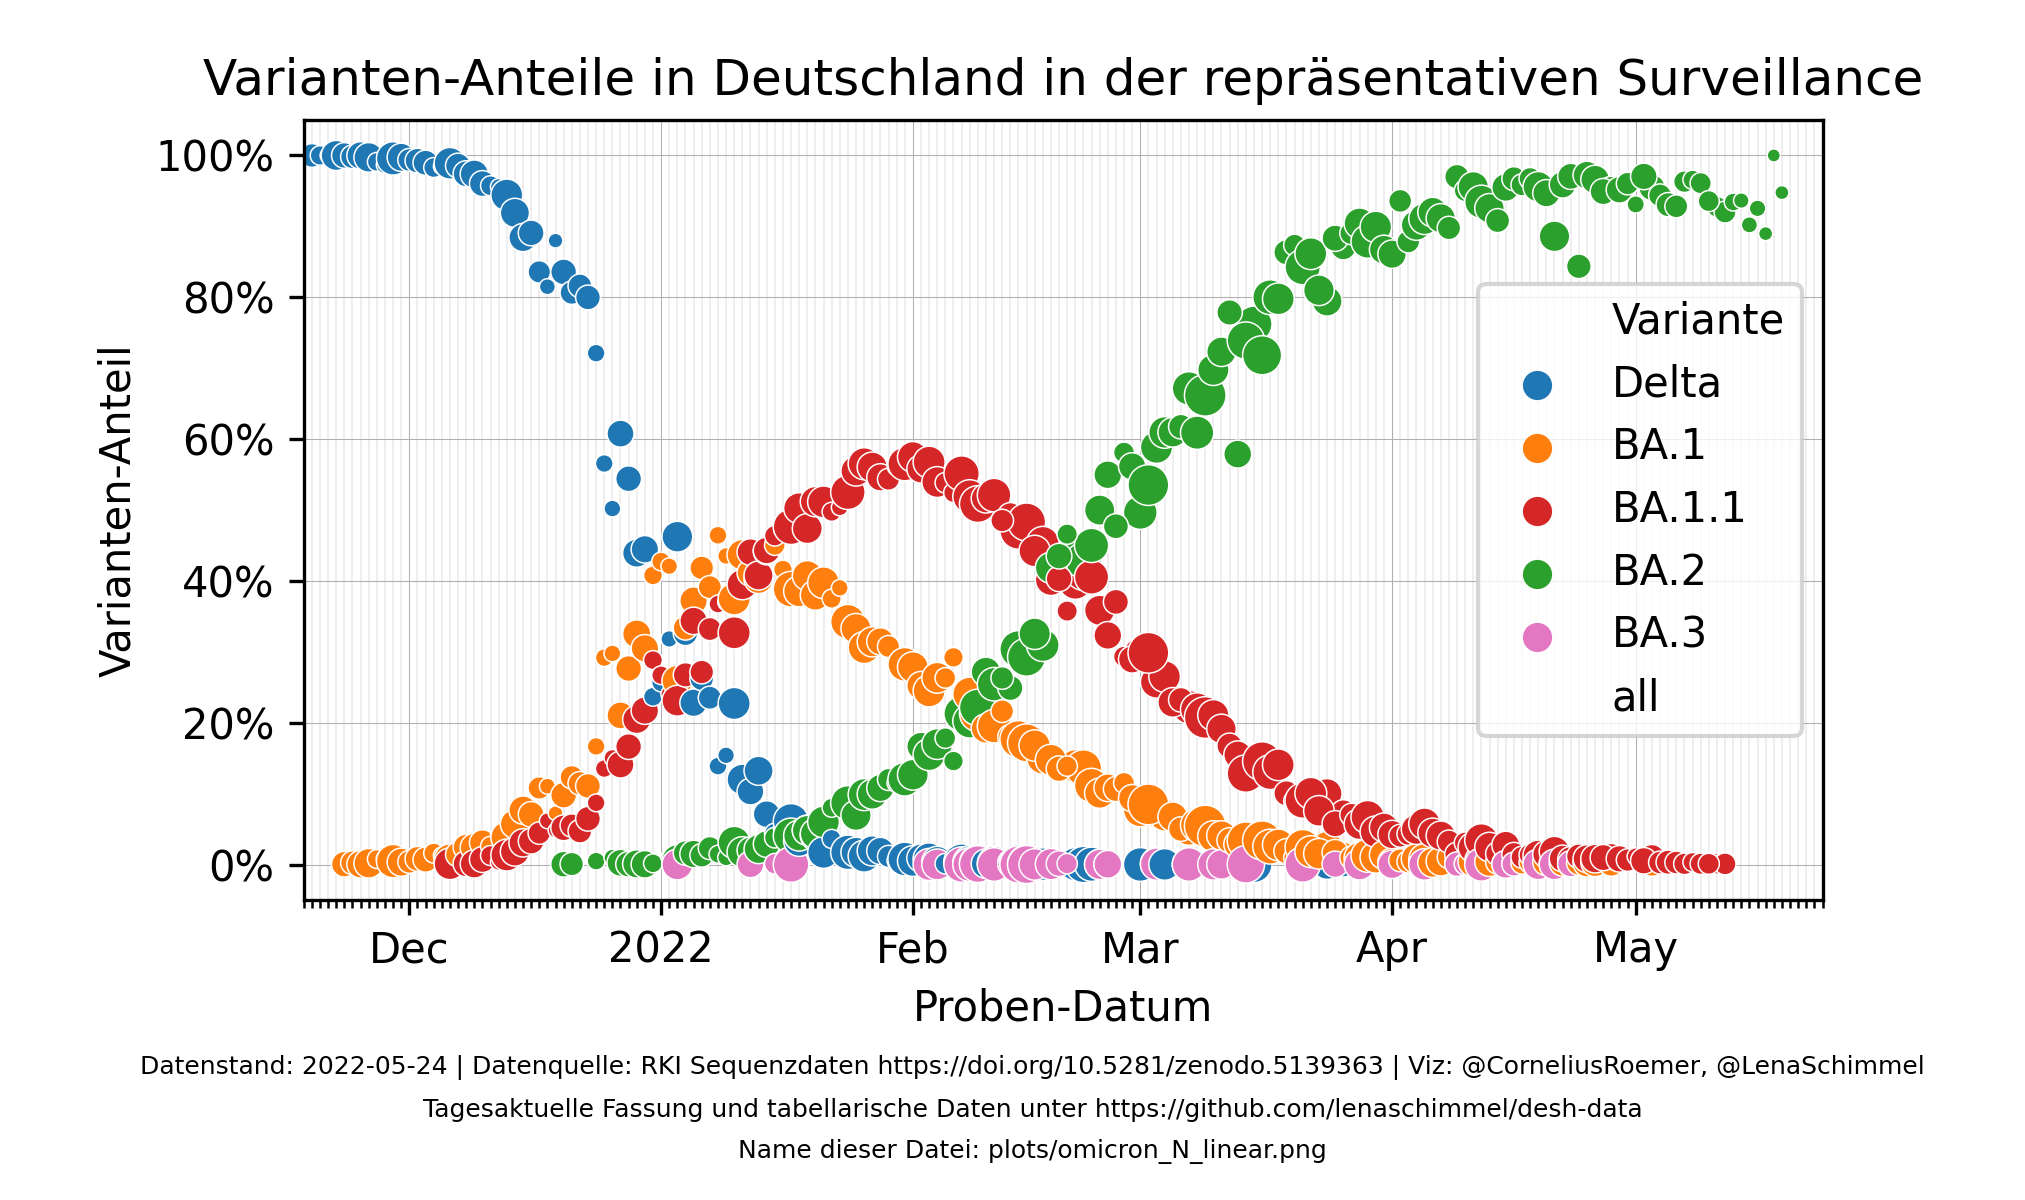 Varianten-Anteile in Deutschland in der repräsentativen Surveillance
Varianten-Anteil
100%
80%
60%
40%
20%
0%
Variante
Delta
BA.1
BA.1.1
BA.2
BA.3
all
Dec
2022
Feb
Mar
Apr
May
Proben-Datum
Datenstand: 2022-05-24 | Datenquelle: RKI Sequenzdaten https://doi.org/10.5281/zenodo.5139363 | Viz: @CorneliusRoemer, @LenaSchimmel
Tagesaktuelle Fassung und tabellarische Daten unter https://github.com/lenaschimmel/desh-data
Name dieser Datei: plots/omicron_N_linear.png